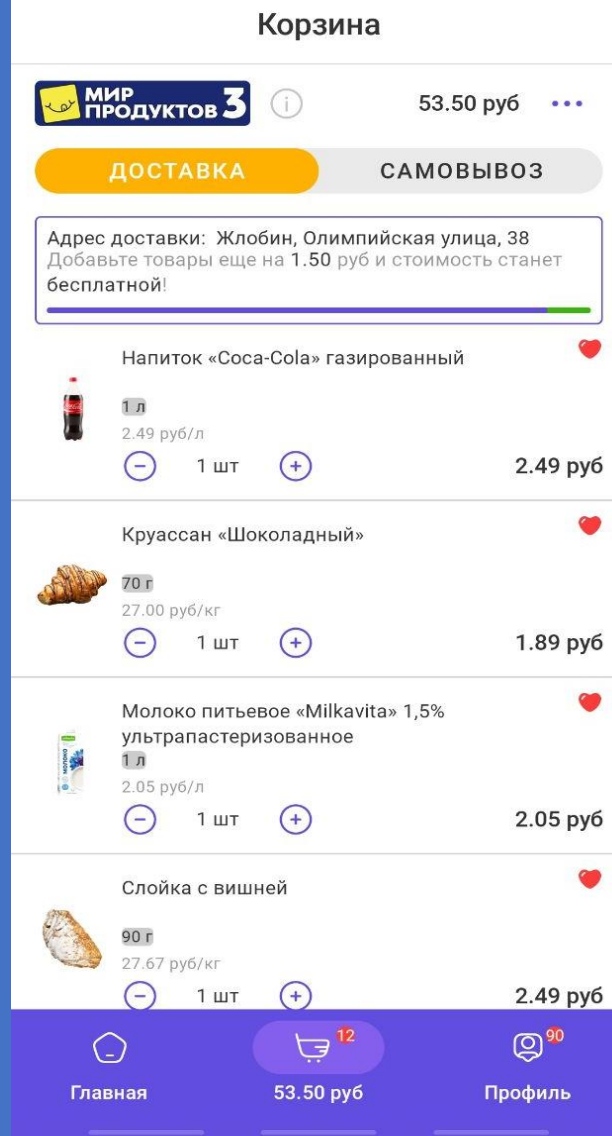 Корзина
МИР ПРОДУКТОВ 3
i
53.50 руб
ДОСТАВКА
САМОВЫВОЗ
Адрес доставки: Жлобин, Олимпийская улица, 38
Добавьте товары еще на 1.50 руб и стоимость станет
бесплатной!
Напиток «Coca-Cola» газированный
1 л
2.49 руб/л
1 шт
2.49 руб
Круассан «Шоколадный»
70 г
27.00 руб/кг
1 шт
1.89 руб
Молоко питьевое «Milkavita» 1,5%
ультрапастеризованное
1 л
2.05 руб/л
1 шт
2.05 руб
Слойка с вишней
90 г
27.67 руб/кг
1 шт
2.49 руб
12
90
Главная
53.50 руб
Профиль